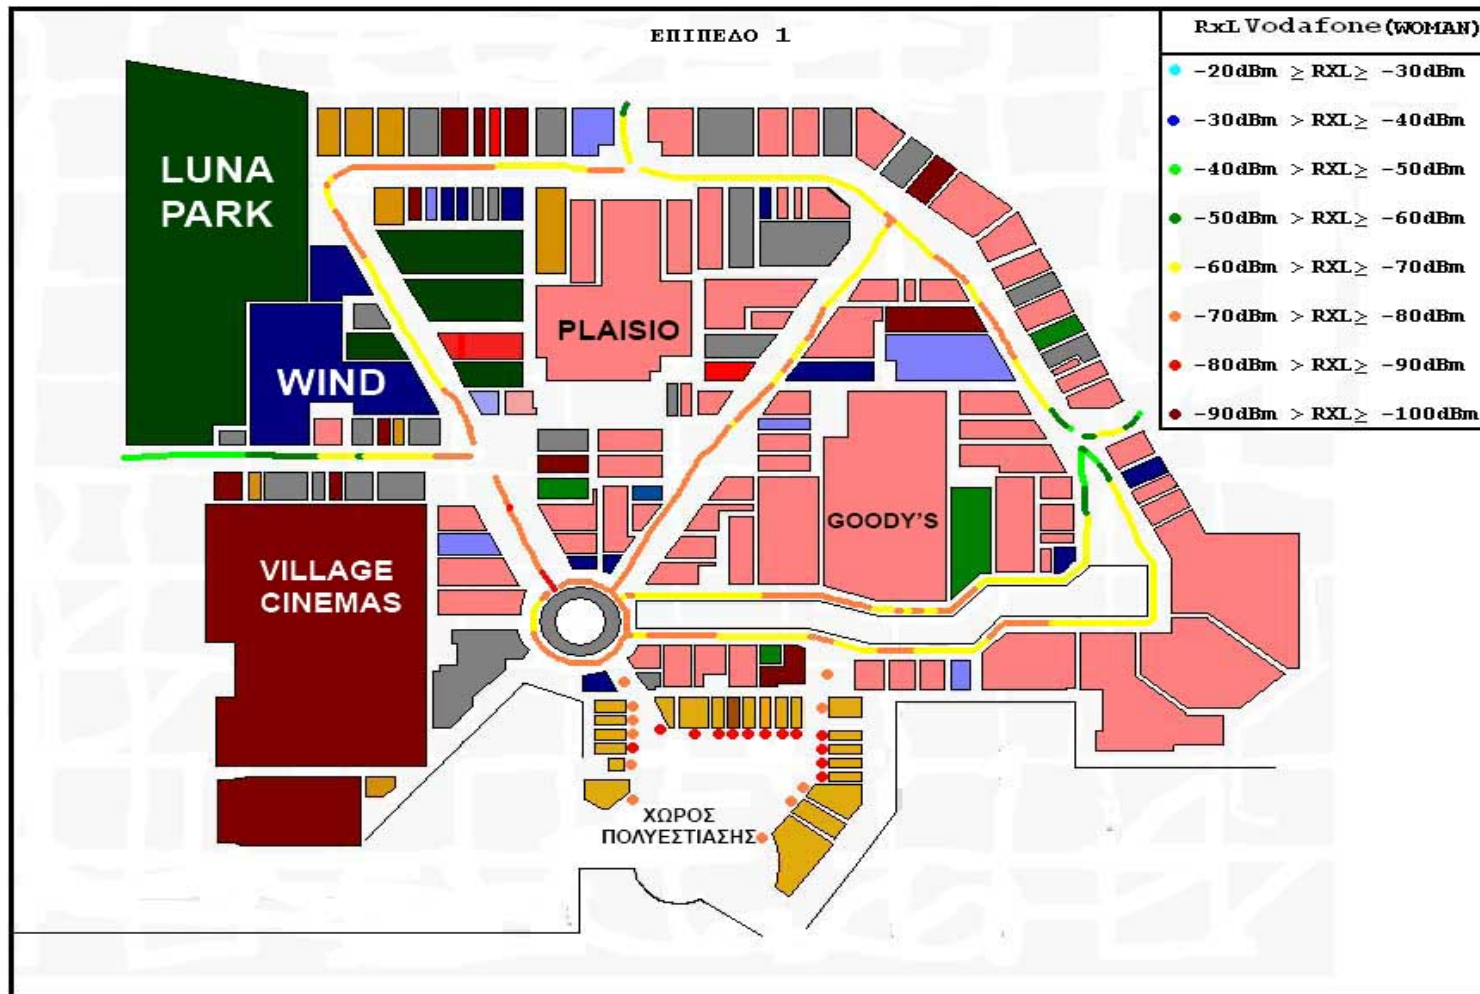 ΕΠΙΠΕΔΟ 1
RxL Vodafone(WOMAN)
-20dBm ≥ RXL≥ -30dBm
-30dBm > RXL≥ -40dBm
-40dBm > RXL≥ -50dBm
-50dBm > RXL≥ -60dBm
-60dBm > RXL≥ -70dBm
-70dBm > RXL≥ -80dBm
-80dBm > RXL≥ -90dBm
-90dBm > RXL≥ -100dBm
LUNA
PARK
PLAISIO
WIND
GOODY'S
VILLAGE
CINEMAS
ΧΩΡΟΣ
ΠΟΛΥΕΣΤΙΑΣΗΣ